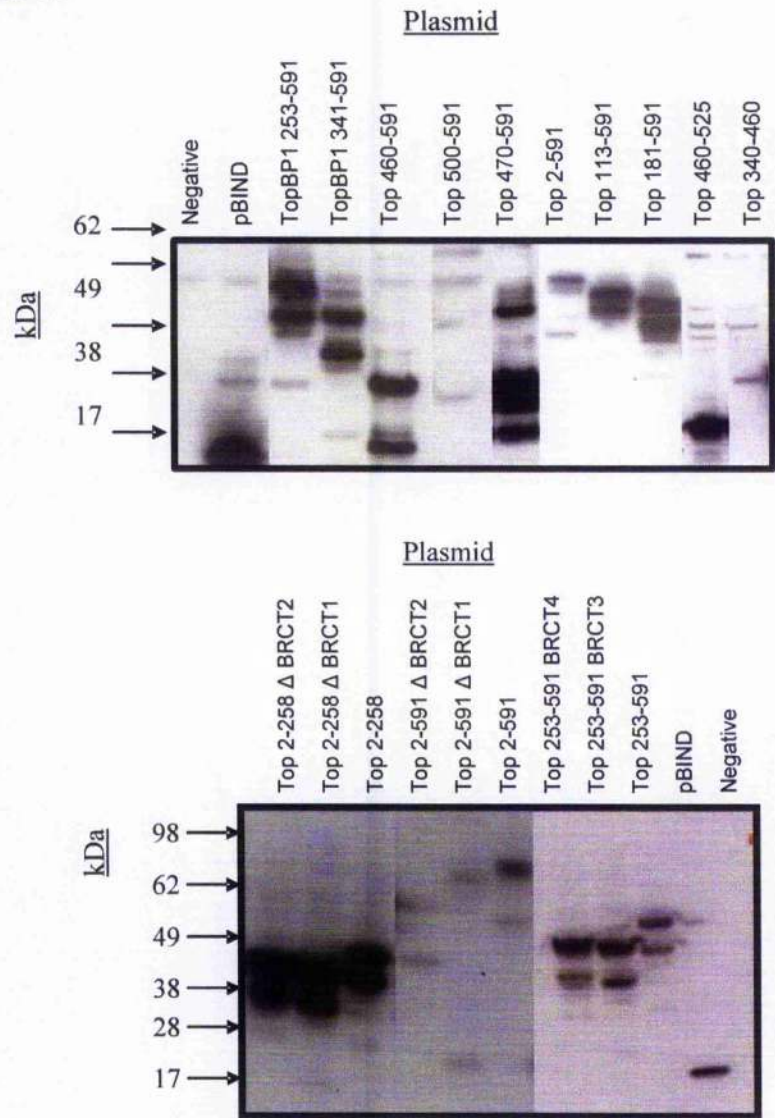 Plasmid
Negative
pBIND
TopBP1 253-591
TopBP1 341-591
Top 460-591
Top 500-591
Top 470-591
Top 2-591
Top 113-591
Top 181-591
Top 460-525
Top 340-460
kDa
62
49
38
17
Plasmid
Top 2-258 Δ BRCT2
Top 2-258 Δ BRCT1
Top 2-258
Top 2-591 Δ BRCT2
Top 2-591 Δ BRCT1
Top 2-591
Top 253-591 BRCT4
Top 253-591 BRCT3
Top 253-591
pBIND
Negative
kDa
98
62
49
38
28
17